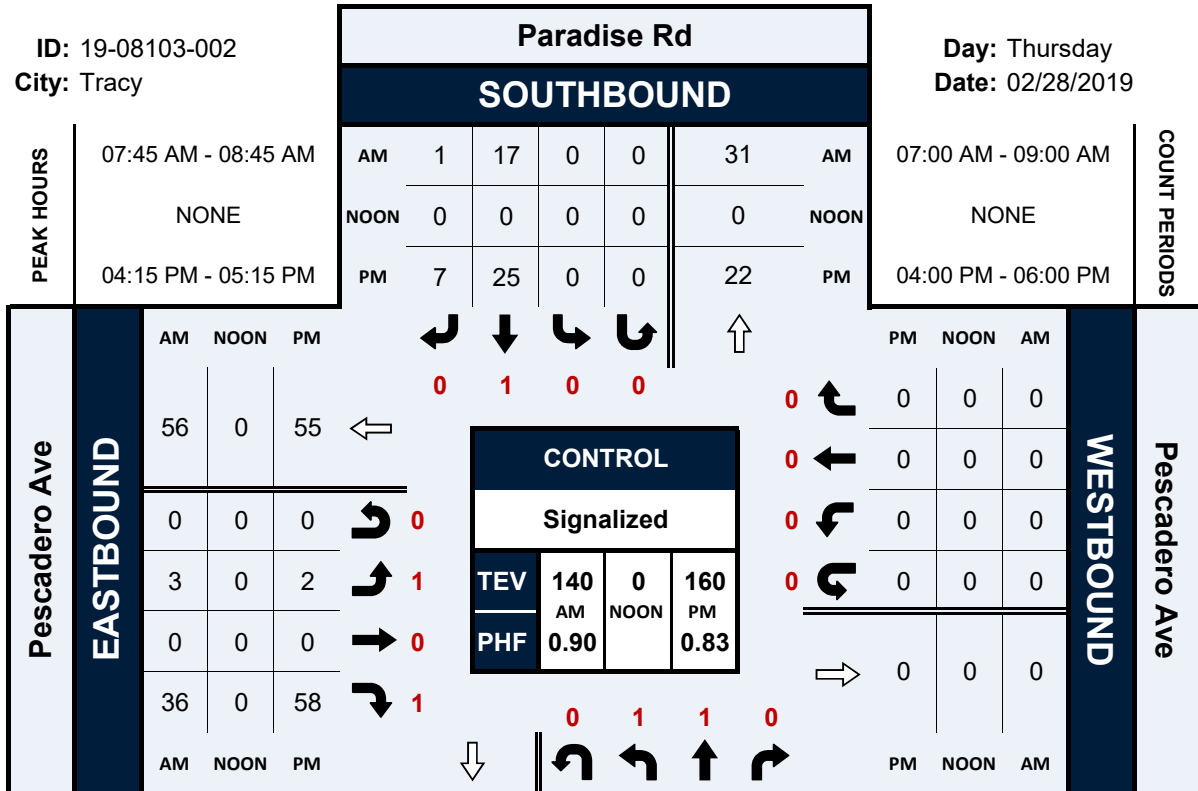 ID: 19-08103-002
City: Tracy
Paradise Rd
SOUTHBOUND
Day: Thursday
Date: 02/28/2019
PEAK HOURS
07:45 AM - 08:45 AM
NONE
04:15 PM - 05:15 PM
AM 1 17 0 0 31 AM
NOON 0 0 0 0 0 NOON
PM 7 25 0 0 22 PM
07:00 AM - 09:00 AM
NONE
04:00 PM - 06:00 PM
COUNT PERIODS
0 1 0 0
Pescadero Ave
EASTBOUND
AM NOON PM
56 0 55
0 0 0 0
3 0 2 1
0 0 0 0
36 0 58 1
AM NOON PM
CONTROL
Signalized
TEV 140 0 160
AM NOON PM
PHF 0.90 0.83
PM NOON AM
0 0 0 0
0 0 0 0
0 0 0 0
0 0 0 0
0 0 0
PM NOON AM
WESTBOUND
Pescadero Ave
0 1 1 0